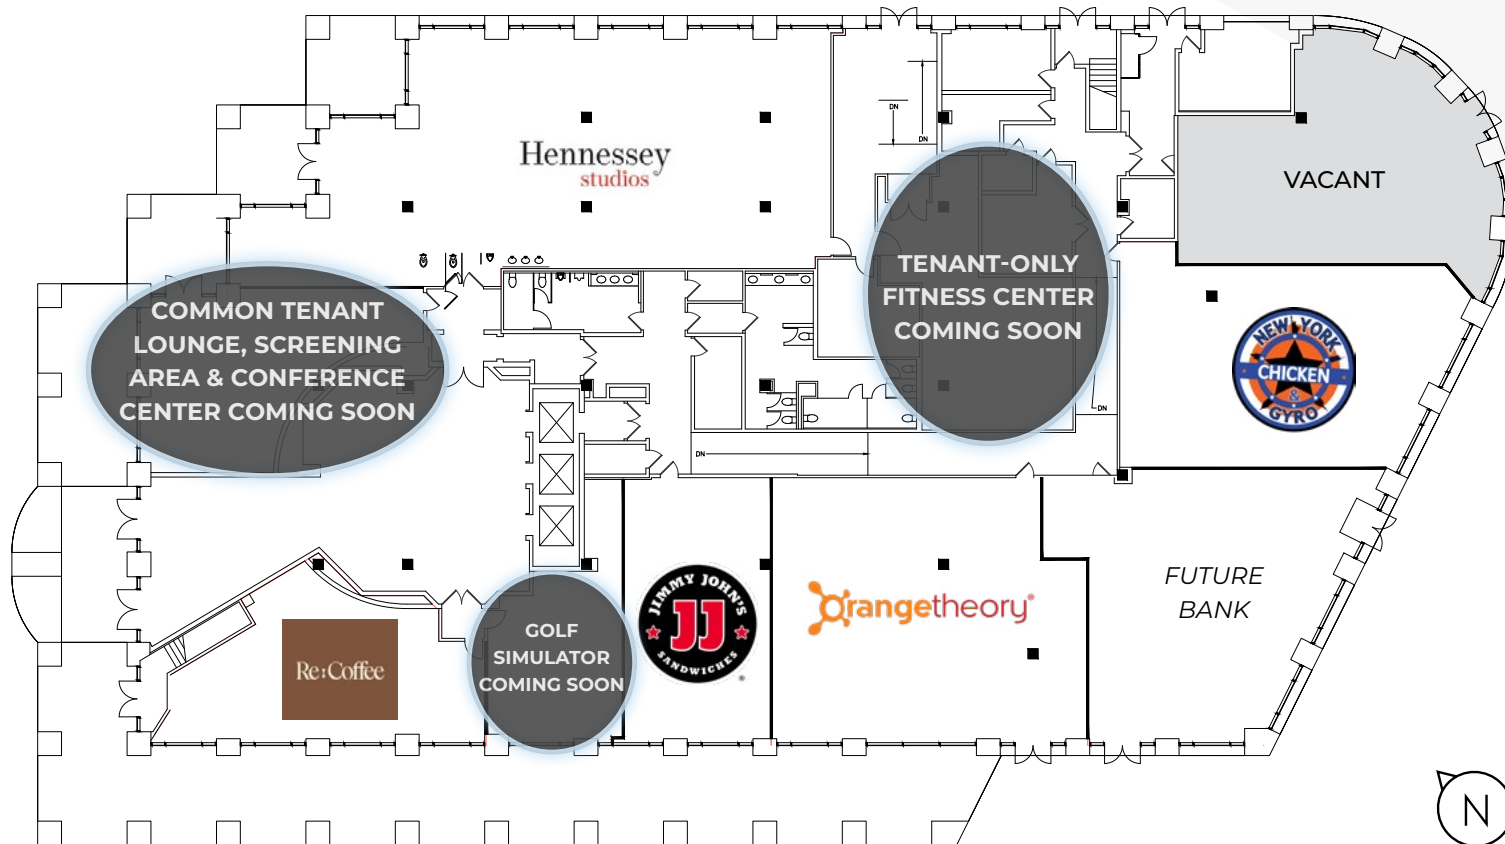 Hennessey
studios
DN
DN
VACANT
TENANT-ONLY
FITNESS CENTER
COMING SOON
COMMON TENANT
LOUNGE, SCREENING
AREA & CONFERENCE
CENTER COMING SOON
NEW YORK
CHICKEN
&
GYRO
DN
DN
JIMMY JOHN'S
JJ
SANDWICHES
®
Orangetheory®
FUTURE
BANK
GOLF
SIMULATOR
COMING SOON
Re:Coffee
N